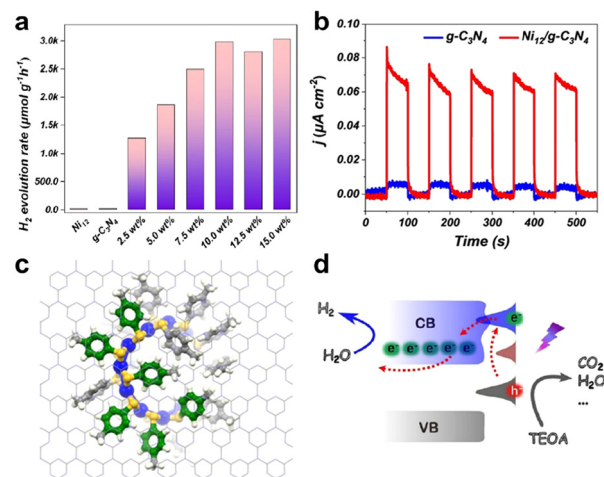 a
H₂ evolution rate (μmol g⁻¹h⁻¹)
3.0k
2.5k
2.0k
1.5k
1.0k
500.0
0.0
Ni₁₂
g-C₃N₄
2.5 wt%
5.0 wt%
7.5 wt%
10.0 wt%
12.5 wt%
15.0 wt%
b
g-C₃N₄
Ni₁₂/g-C₃N₄
j (μA cm⁻²)
0.10
0.08
0.06
0.04
0.02
0.00
0 100 200 300 400 500
Time (s)
c
d
H₂
H₂O
CB
e⁻ e⁻ e⁻ e⁻ e⁻
e⁻
h⁺
VB
CO₂
H₂O
...
TEOA